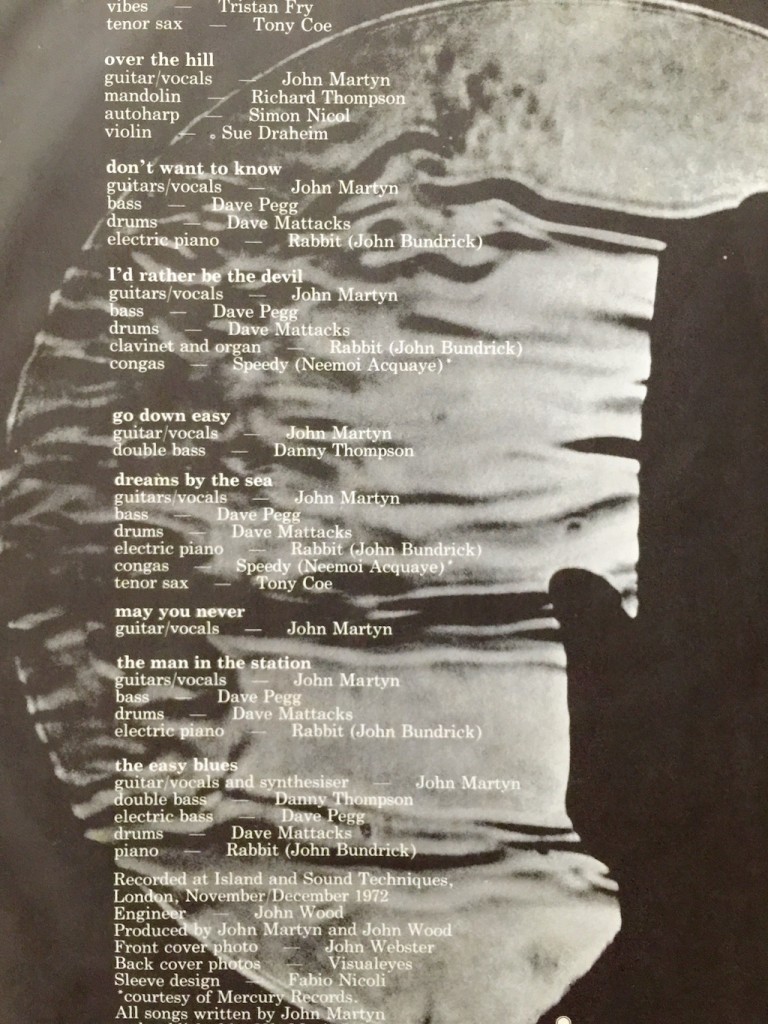 vibes — Tristan Fry
tenor sax — Tony Coe
over the hill
guitar/vocals — John Martyn
mandolin — Richard Thompson
autoharp — Simon Nicol
violin — Sue Draheim
don't want to know
guitars/vocals — John Martyn
bass — Dave Pegg
drums — Dave Mattacks
electric piano — Rabbit (John Bundrick)
I'd rather be the devil
guitars/vocals — John Martyn
bass — Dave Pegg
drums — Dave Mattacks
clavinet and organ — Rabbit (John Bundrick)
congas — Speedy (Neemoi Acquaye)*
go down easy
guitar/vocals — John Martyn
double bass — Danny Thompson
dreams by the sea
guitars/vocals — John Martyn
bass — Dave Pegg
drums — Dave Mattacks
electric piano — Rabbit (John Bundrick)
congas — Speedy (Neemoi Acquaye)*
tenor sax — Tony Coe
may you never
guitar/vocals — John Martyn
the man in the station
guitars/vocals — John Martyn
bass — Dave Pegg
drums — Dave Mattacks
electric piano — Rabbit (John Bundrick)
the easy blues
guitar/vocals and synthesiser — John Martyn
double bass — Danny Thompson
electric bass — Dave Pegg
drums — Dave Mattacks
piano — Rabbit (John Bundrick)
Recorded at Island and Sound Techniques,
London, November/December 1972
Engineer — John Wood
Produced by John Martyn and John Wood
Front cover photo — John Webster
Back cover photos — Visualeyes
Sleeve design — Fabio Nicoli
*courtesy of Mercury Records.
All songs written by John Martyn